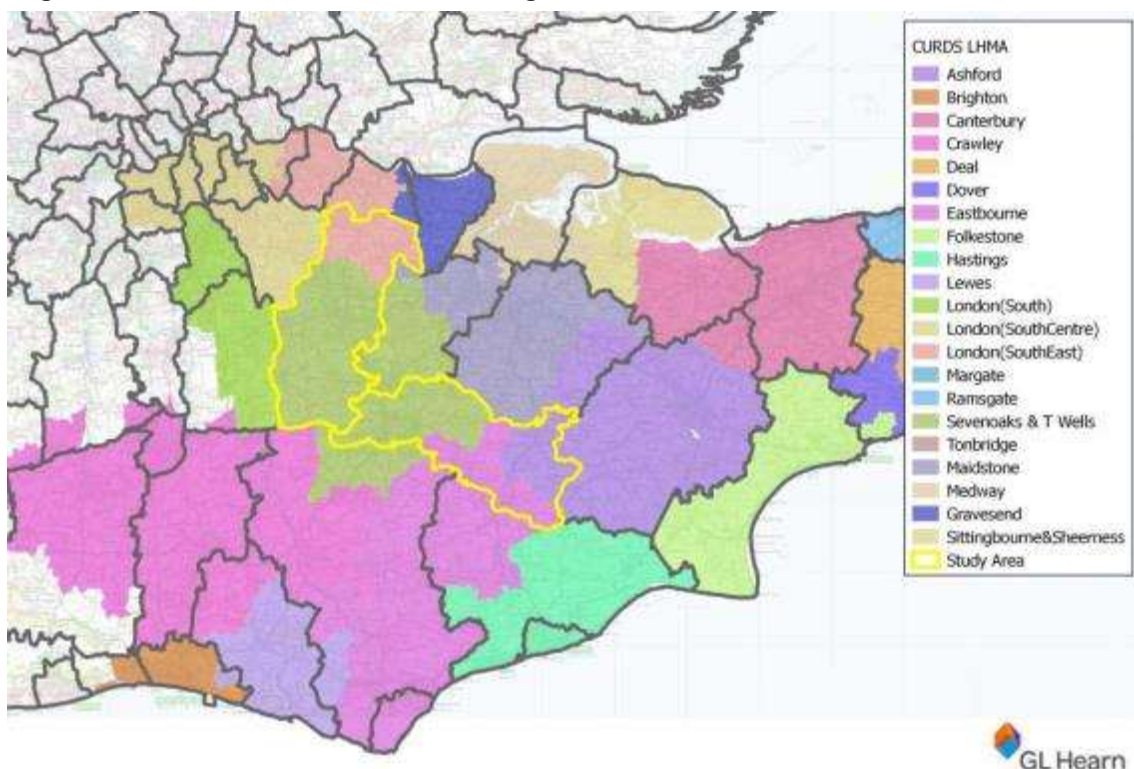 CURDS LHMA
Ashford
Brighton
Canterbury
Crawley
Deal
Dover
Eastbourne
Folkestone
Hastings
Lewes
London(South)
London(SouthCentre)
London(SouthEast)
Margate
Ramsgate
Sevenoaks & T Wells
Tonbridge
Maidstone
Medway
Gravesend
Sittingbourne&Sheerness
Study Area
GL Hearn